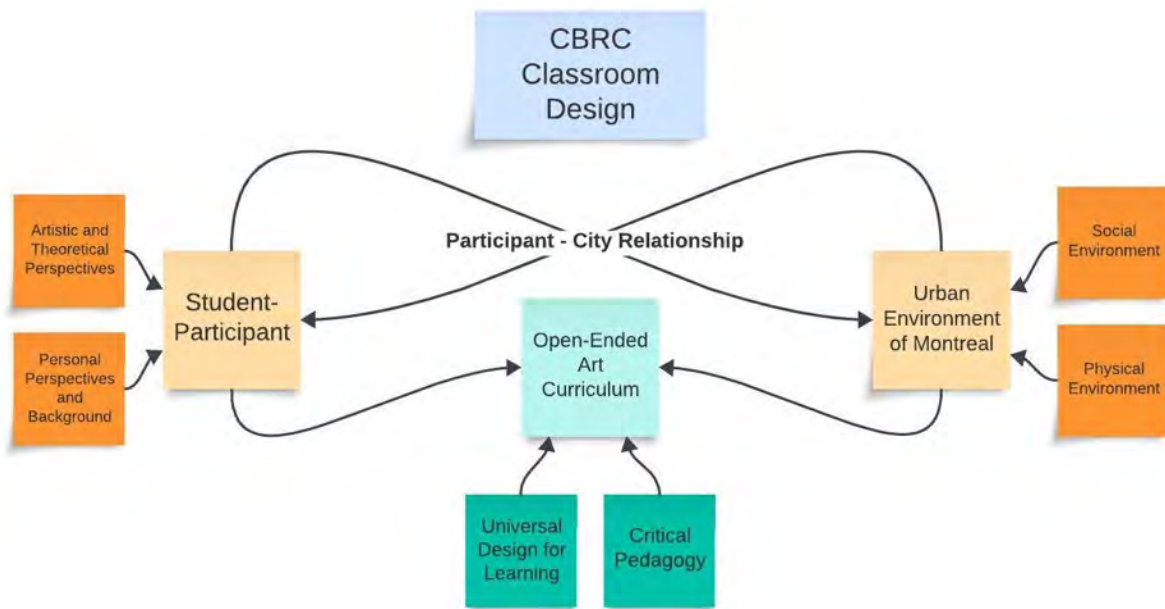 CBRC
Classroom
Design
Participant - City Relationship
Artistic and
Theoretical
Perspectives
Personal
Perspectives
and
Background
Student-
Participant
Open-Ended
Art
Curriculum
Urban
Environment
of Montreal
Social
Environment
Physical
Environment
Universal
Design for
Learning
Critical
Pedagogy